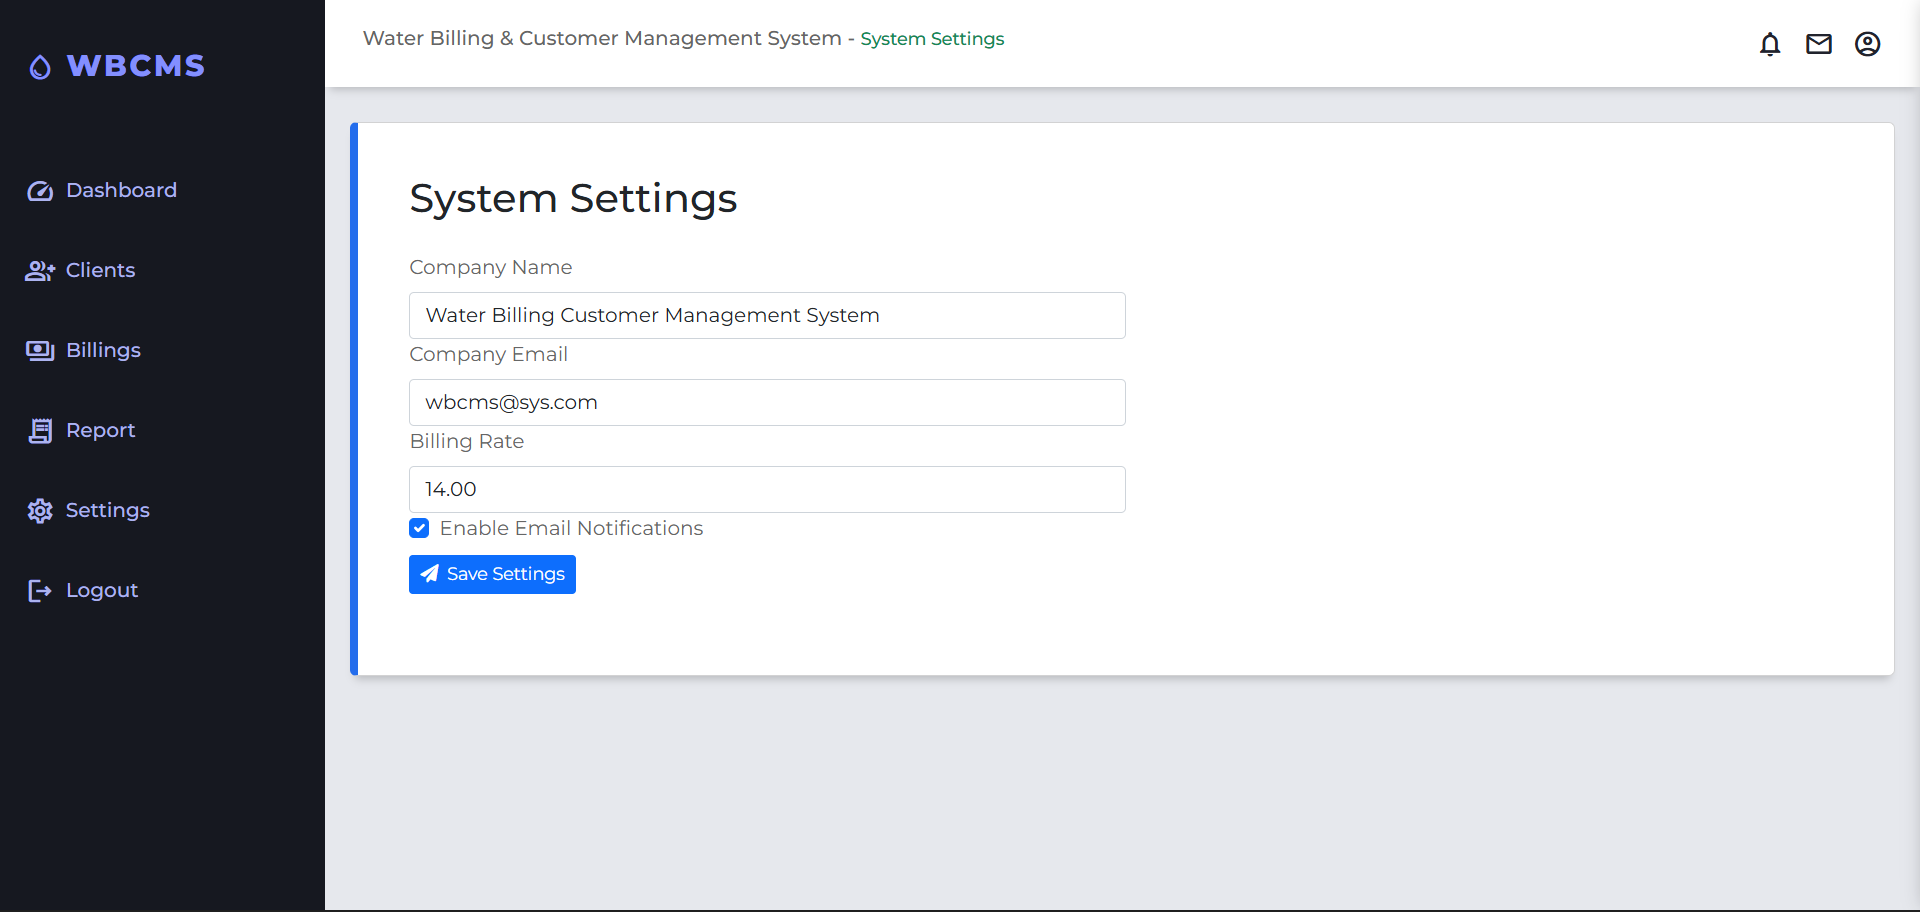 WBCMS
Dashboard
Clients
Billings
Report
Settings
Logout
Water Billing & Customer Management System - System Settings
System Settings
Company Name
Water Billing Customer Management System
Company Email
wbcms@sys.com
Billing Rate
14.00
Enable Email Notifications
Save Settings